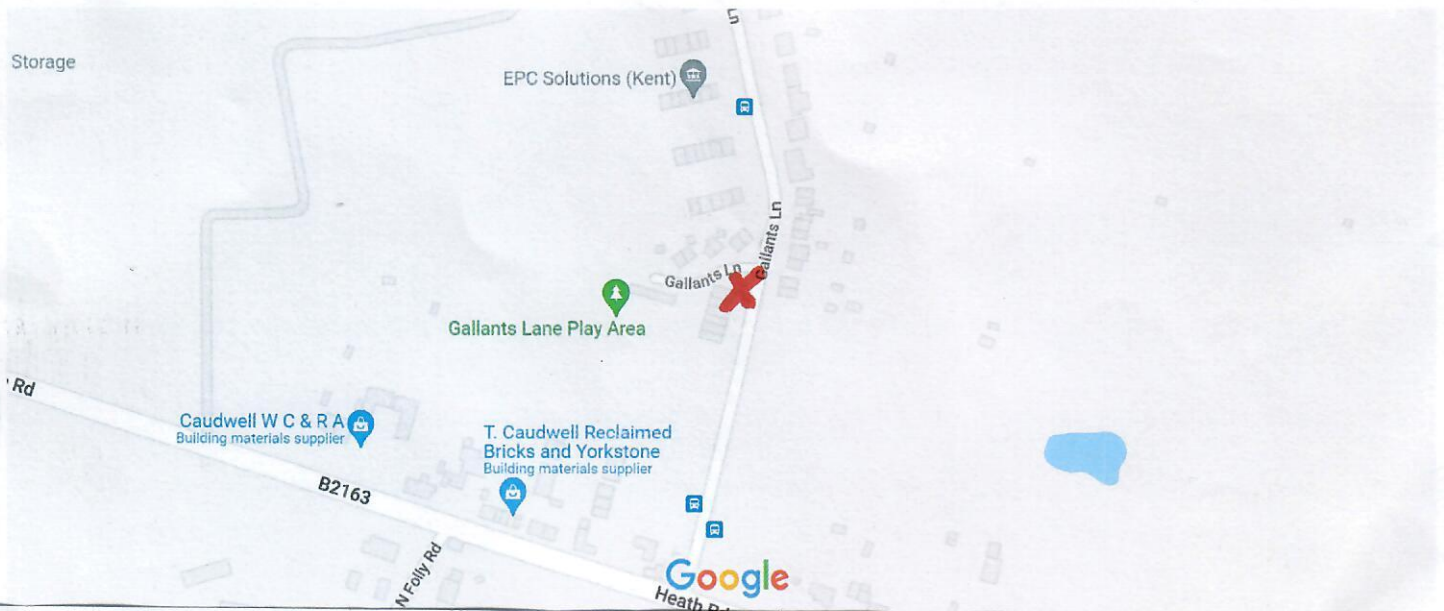 Storage
EPC Solutions (Kent)
Gallants Ln
Gallants Ln
Gallants Lane Play Area
Rd
Caudwell W C & R A
Building materials supplier
T. Caudwell Reclaimed
Bricks and Yorkstone
Building materials supplier
B2163
N Folly Rd
Google
Heath